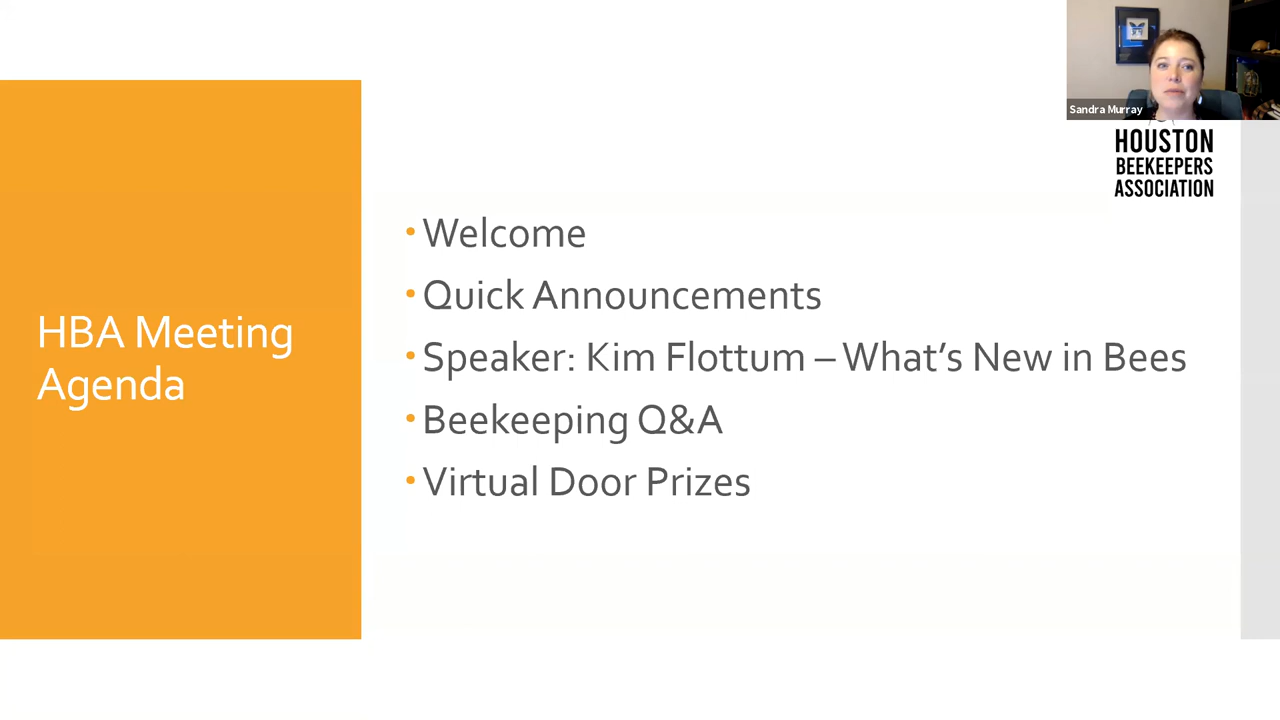 Sandra Murray
HOUSTON
BEEKEEPERS
ASSOCIATION
HBA Meeting
Agenda
• Welcome
• Quick Announcements
• Speaker: Kim Flottum – What's New in Bees
• Beekeeping Q&A
• Virtual Door Prizes